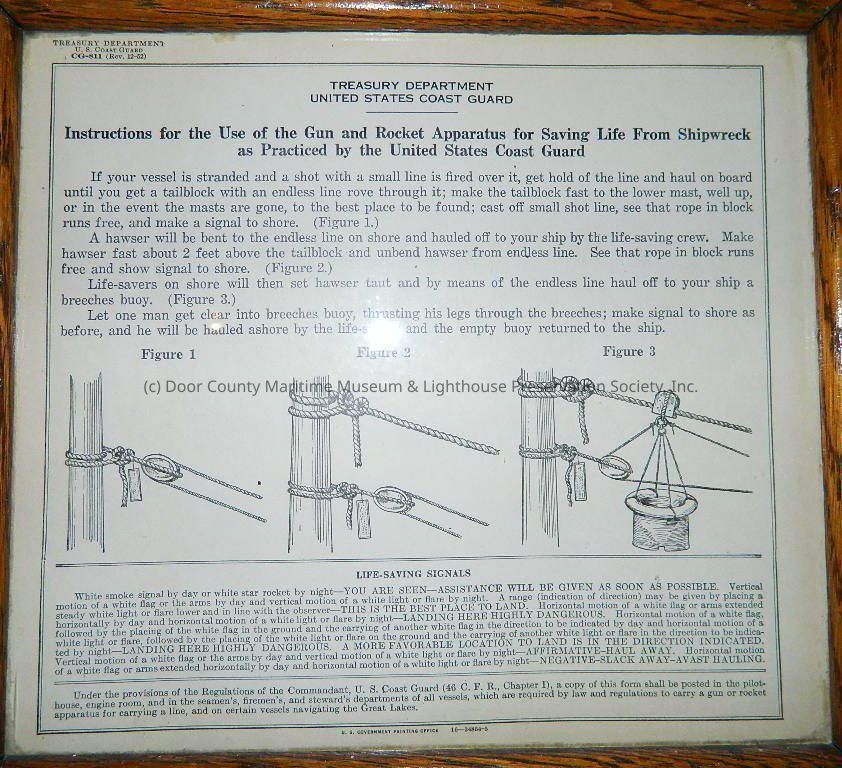 TREASURY DEPARTMENT
U. S. COAST GUARD
CG-811 (Rev. 12-52)
TREASURY DEPARTMENT
UNITED STATES COAST GUARD
Instructions for the Use of the Gun and Rocket Apparatus for Saving Life From Shipwreck
as Practiced by the United States Coast Guard
If your vessel is stranded and a shot with a small line is fired over it, get hold of the line and haul on board
until you get a tailblock with an endless line rove through it; make the tailblock fast to the lower mast, well up,
or in the event the masts are gone, to the best place to be found; cast off small shot line, see that rope in block
runs free, and make a signal to shore. (Figure 1.)
A hawser will be bent to the endless line on shore and hauled off to your ship by the life-saving crew. Make
hawser fast about 2 feet above the tailblock and unbend hawser from endless line. See that rope in block runs
free and show signal to shore. (Figure 2.)
Life-savers on shore will then set hawser taut and by means of the endless line haul off to your ship a
breeches buoy. (Figure 3.)
Let one man get clear into breeches buoy, thrusting his legs through the breeches; make signal to shore as
before, and he will be hauled ashore by the life- and the empty buoy returned to the ship.
Figure 1 Figure 2 Figure 3
(c) Door County Maritime Museum & Lighthouse Preservation Society, Inc.
LIFE-SAVING SIGNALS
White smoke signal by day or white star rocket by night—YOU ARE SEEN—ASSISTANCE WILL BE GIVEN AS SOON AS POSSIBLE. Vertical
motion of a white flag or the arms by day and vertical motion of a white light or flare by night. A range (indication of direction) may be given by placing a
steady white light or flare lower and in line with the observer—THIS IS THE BEST PLACE TO LAND. Horizontal motion of a white flag or arms extended
horizontally by day and horizontal motion of a white light or flare by night—LANDING HERE HIGHLY DANGEROUS. Horizontal motion of a white flag,
followed by the placing of the white flag in the ground and the carrying of another white flag in the direction to be indicated by day and horizontal motion of a
white light or flare, followed by the placing of the white light or flare on the ground and the carrying of another white light or flare in the direction to be indica-
ted by night—LANDING HERE HIGHLY DANGEROUS. A MORE FAVORABLE LOCATION TO LAND IS IN THE DIRECTION INDICATED.
Vertical motion of a white flag or the arms by day and vertical motion of a white light or flare by night—AFFIRMATIVE—HAUL AWAY. Horizontal motion
of a white flag or arms extended horizontally by day and horizontal motion of a white light or flare by night—NEGATIVE-SLACK AWAY—AVAST HAULING.
Under the provisions of the Regulations of the Commandant, U. S. Coast Guard (46 C. F. R., Chapter I), a copy of this form shall be posted in the pilot-
house, engine room, and in the seamen's, firemen's, and steward's departments of all vessels, which are required by law and regulations to carry a gun or rocket
apparatus for carrying a line, and on certain vessels navigating the Great Lakes.
U. S. GOVERNMENT PRINTING OFFICE 16—24864-5